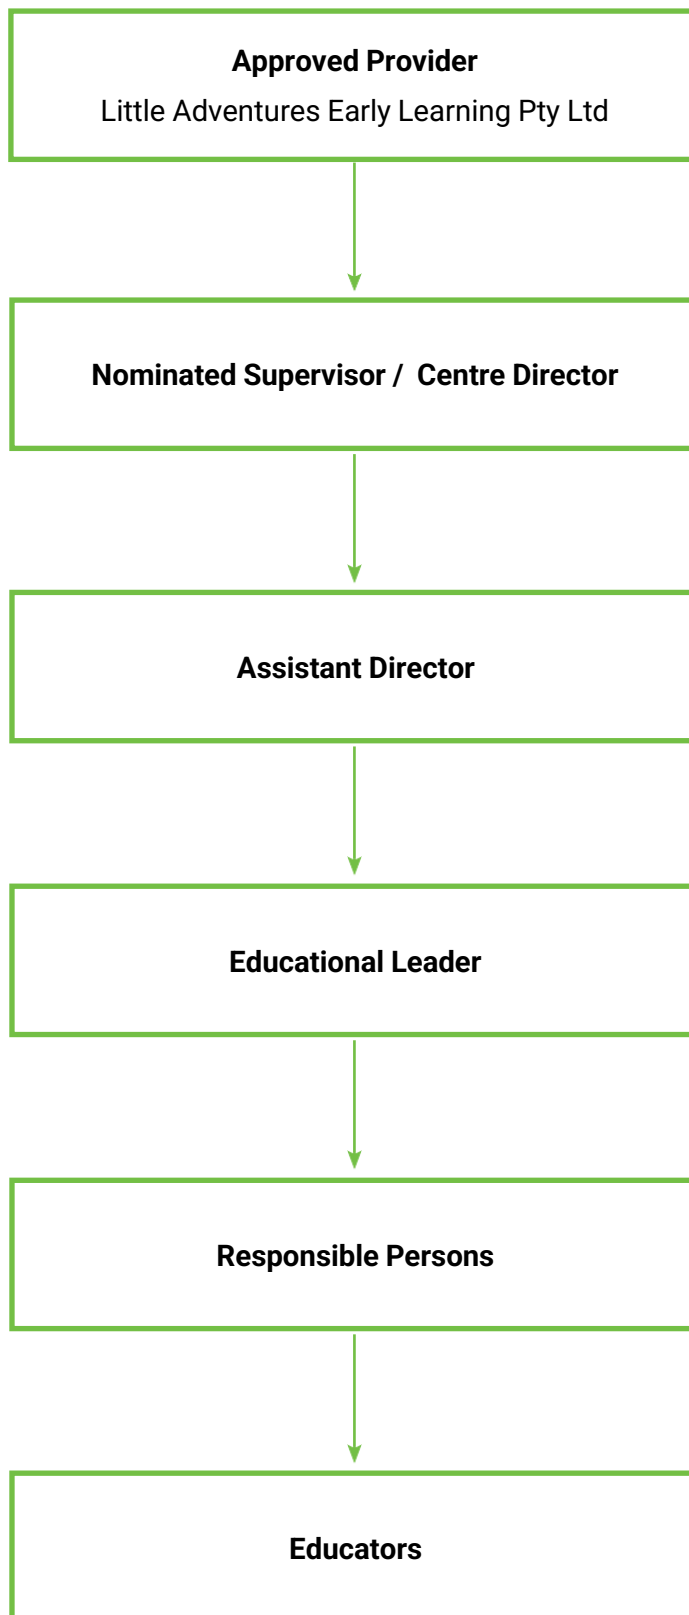 Approved Provider
Little Adventures Early Learning Pty Ltd
Nominated Supervisor / Centre Director
Assistant Director
Educational Leader
Responsible Persons
Educators